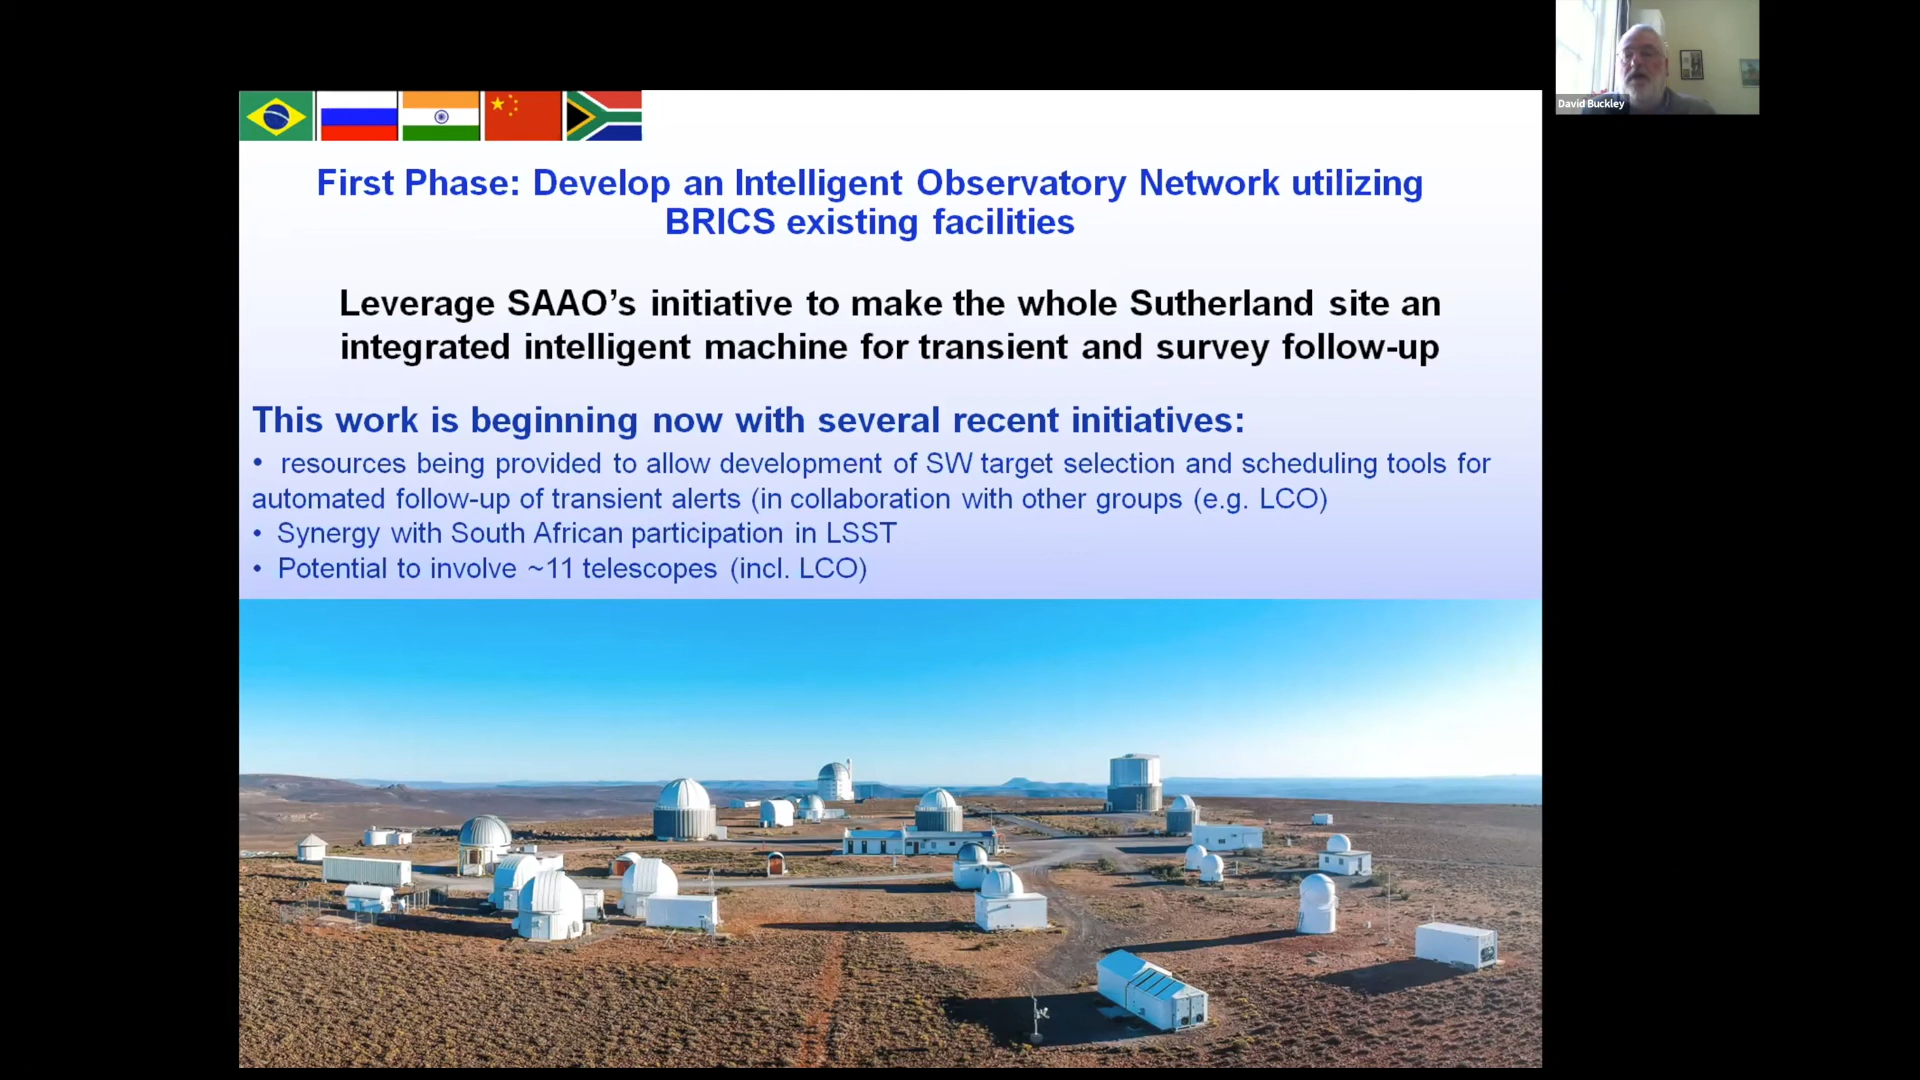 David Buckley
First Phase: Develop an Intelligent Observatory Network utilizing
BRICS existing facilities
Leverage SAAO’s initiative to make the whole Sutherland site an
integrated intelligent machine for transient and survey follow-up
This work is beginning now with several recent initiatives:
• resources being provided to allow development of SW target selection and scheduling tools for
automated follow-up of transient alerts (in collaboration with other groups (e.g. LCO)
• Synergy with South African participation in LSST
• Potential to involve ~11 telescopes (incl. LCO)